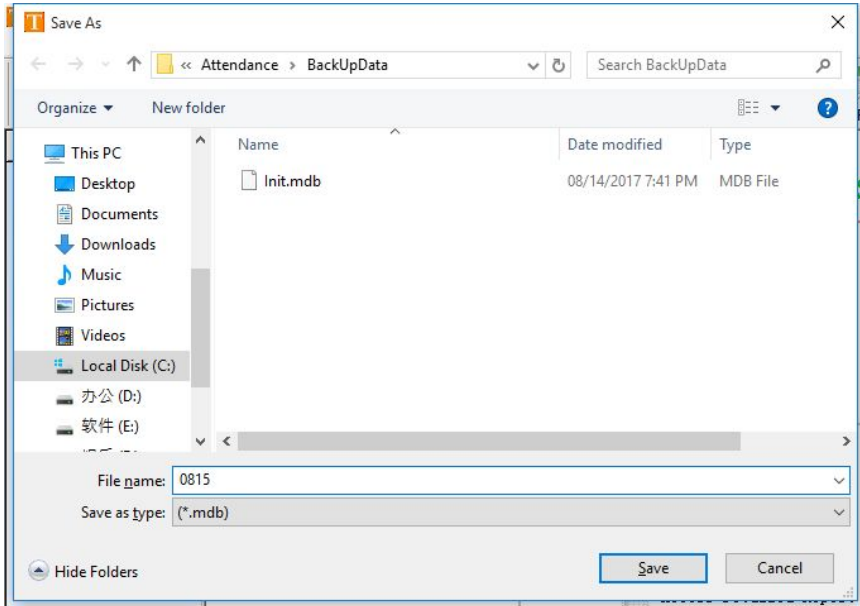 T Save As
« Attendance › BackUpData
Search BackUpData
Organize
New folder
Name
Date modified
Type
This PC
Init.mdb
08/14/2017 7:41 PM
MDB File
Desktop
Documents
Downloads
Music
Pictures
Videos
Local Disk (C:)
办公 (D:)
软件 (E:)
File name: 0815
Save as type: (*.mdb)
Hide Folders
Save
Cancel